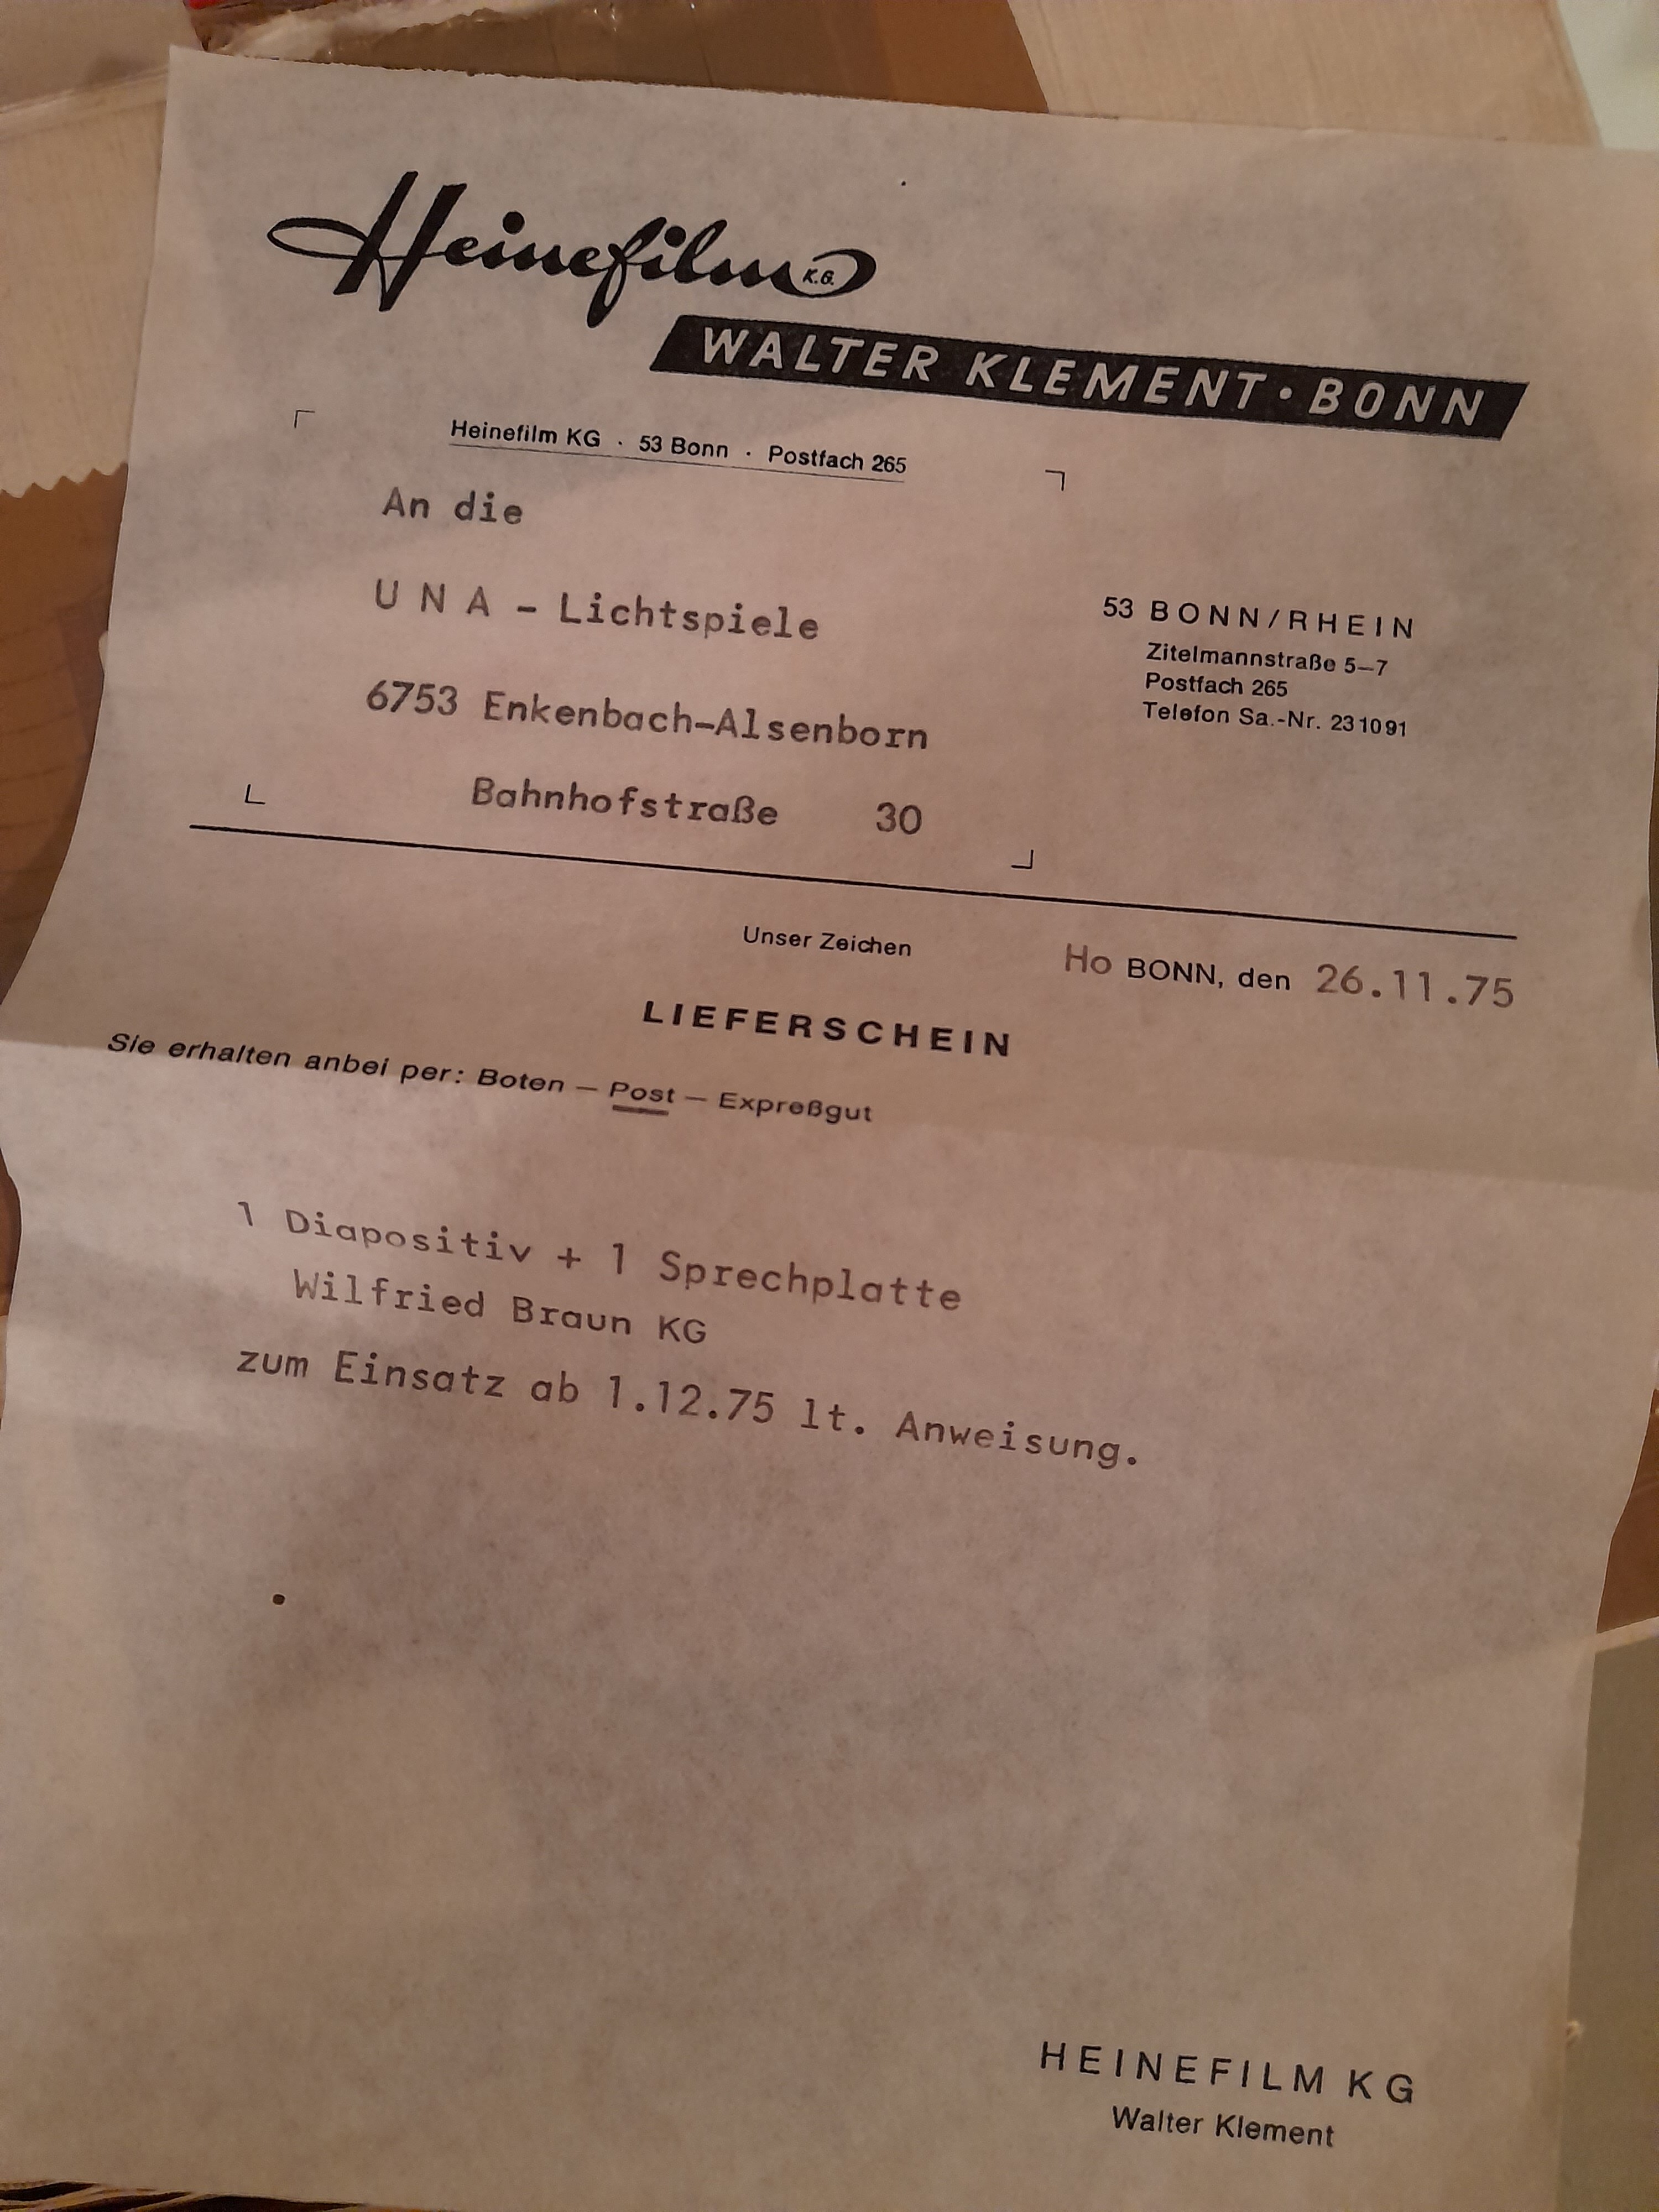 Heinefilm K.G.
WALTER KLEMENT • BONN
Heinefilm KG · 53 Bonn · Postfach 265
An die
U N A - Lichtspiele
6753 Enkenbach-Alsenborn
Bahnhofstraße 30
53 BONN/RHEIN
Zitelmannstraße 5–7
Postfach 265
Telefon Sa.-Nr. 231091
Unser Zeichen Ho BONN, den 26.11.75
LIEFERSCHEIN
Sie erhalten anbei per: Boten — Post — Expreßgut
1 Diapositiv + 1 Sprechplatte
Wilfried Braun KG
zum Einsatz ab 1.12.75 lt. Anweisung.
HEINEFILM KG
Walter Klement